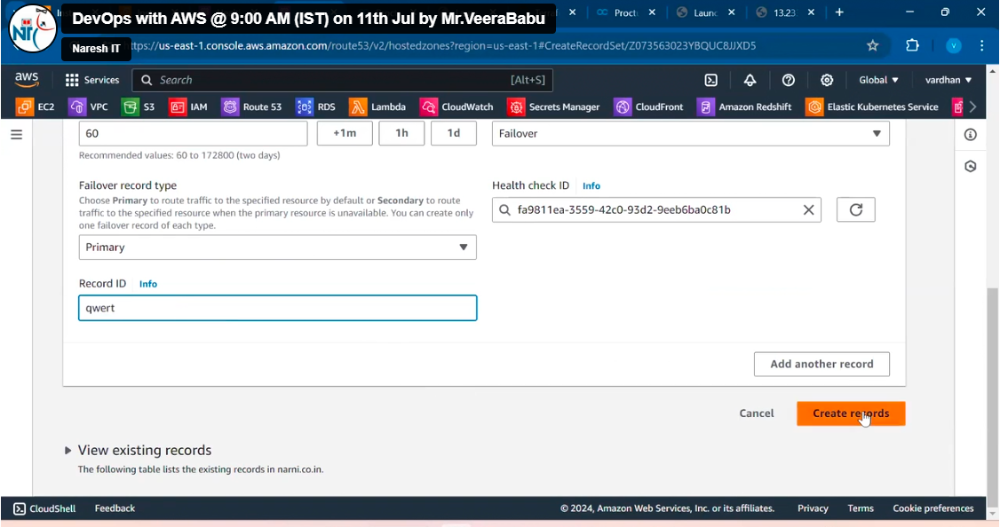 DevOps with AWS @ 9:00 AM (IST) on 11th Jul by Mr.VeeraBabu
Proctu
Launc
13.23
Naresh IT
https://us-east-1.console.aws.amazon.com/route53/v2/hostedzones?region=us-east-1#CreateRecordSet/Z073563023YBQUC8JJXD5
v
aws
Services
Search
[Alt+S]
Global
vardhan
EC2
VPC
S3
IAM
Route 53
RDS
Lambda
CloudWatch
Secrets Manager
CloudFront
Amazon Redshift
Elastic Kubernetes Service
60
+1m
1h
1d
Failover
Recommended values: 60 to 172800 (two days)
Failover record type
Choose Primary to route traffic to the specified resource by default or Secondary to route
traffic to the specified resource when the primary resource is unavailable. You can create only
one failover record of each type.
Primary
Health check ID
Info
fa9811ea-3559-42c0-93d2-9eeb6ba0c81b
Record ID
Info
qwert
Add another record
Cancel
Create records
View existing records
The following table lists the existing records in narni.co.in.
CloudShell
Feedback
© 2024, Amazon Web Services, Inc. or its affiliates.
Privacy
Terms
Cookie preferences